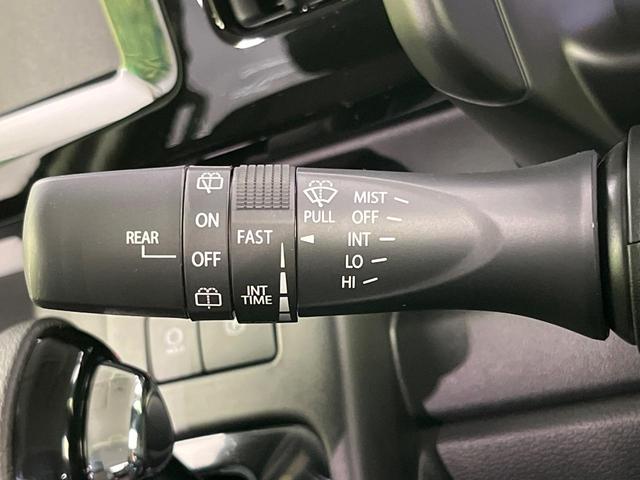 REAR
ON
OFF
FAST
INT
TIME
PULL
MIST
OFF
INT
LO
HI